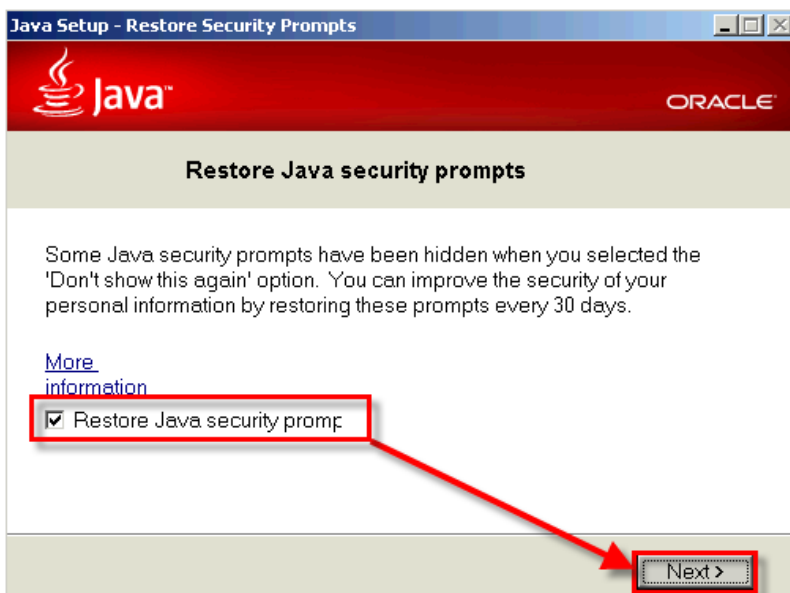 Java Setup - Restore Security Prompts
Java™
ORACLE
Restore Java security prompts
Some Java security prompts have been hidden when you selected the
'Don't show this again' option. You can improve the security of your
personal information by restoring these prompts every 30 days.
More
information
Restore Java security promp
Next >